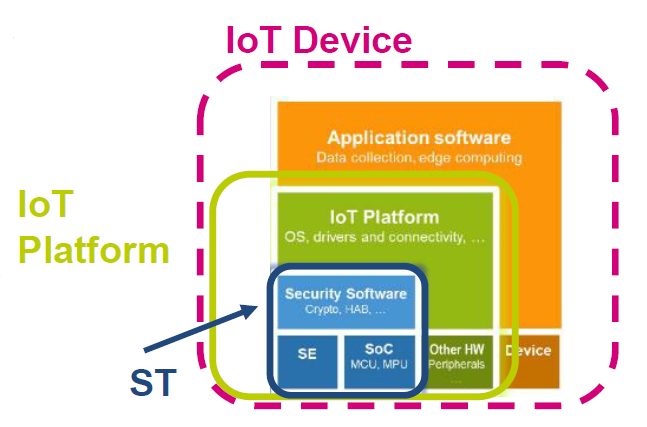 IoT Device
Application software
Data collection, edge computing
IoT
Platform
IoT Platform
OS, drivers and connectivity, ...
Security Software
Crypto, HAB, ...
SE
SoC
MCU, MPU
Other HW
Peripherals
...
Device
ST